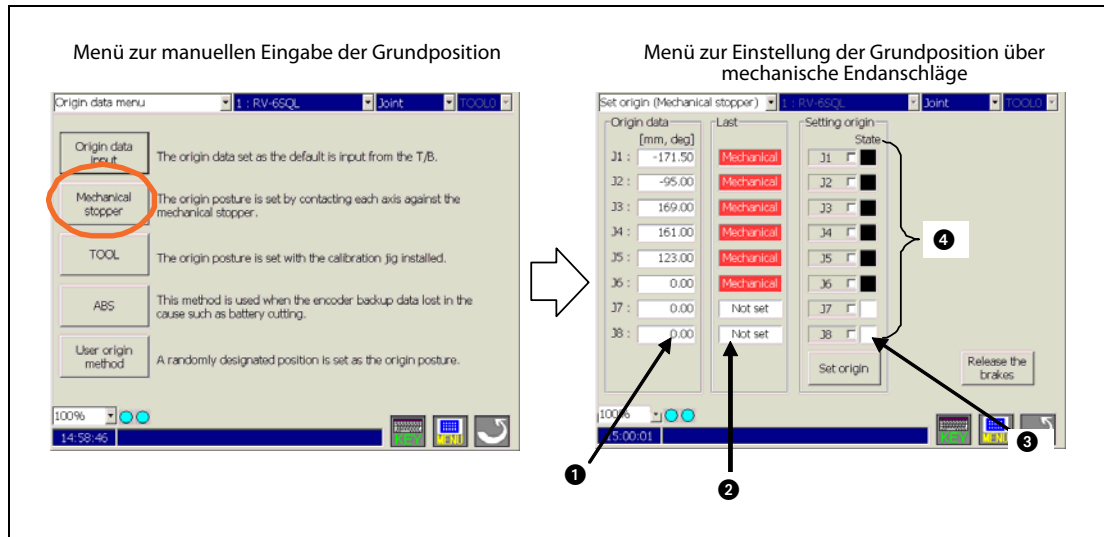 Menü zur manuellen Eingabe der Grundposition
Origin data menu
1 : RV-6SQL
Joint
TOOL0
Origin data
input
The origin data set as the default is input from the T/B.
Mechanical
stopper
The origin posture is set by contacting each axis against the
mechanical stopper.
TOOL
The origin posture is set with the calibration jig installed.
ABS
This method is used when the encoder backup data lost in the
cause such as battery cutting.
User origin
method
A randomly designated position is set as the origin posture.
100%
14:58:46
KEY
MENU
Menü zur Einstellung der Grundposition über
mechanische Endanschläge
Set origin (Mechanical stopper)
1 : RV-6SQL
Joint
TOOL0
Origin data
Last
Setting origin
[mm, deg]
State
J1 : -171.50 Mechanical J1
J2 : -95.00 Mechanical J2
J3 : 169.00 Mechanical J3
J4 : 161.00 Mechanical J4
J5 : 123.00 Mechanical J5
J6 : 0.00 Mechanical J6
J7 : 0.00 Not set J7
J8 : 0.00 Not set J8
Set origin
Release the
brakes
100%
15:00:01
KEY
MENU
❶
❷
❸
❹